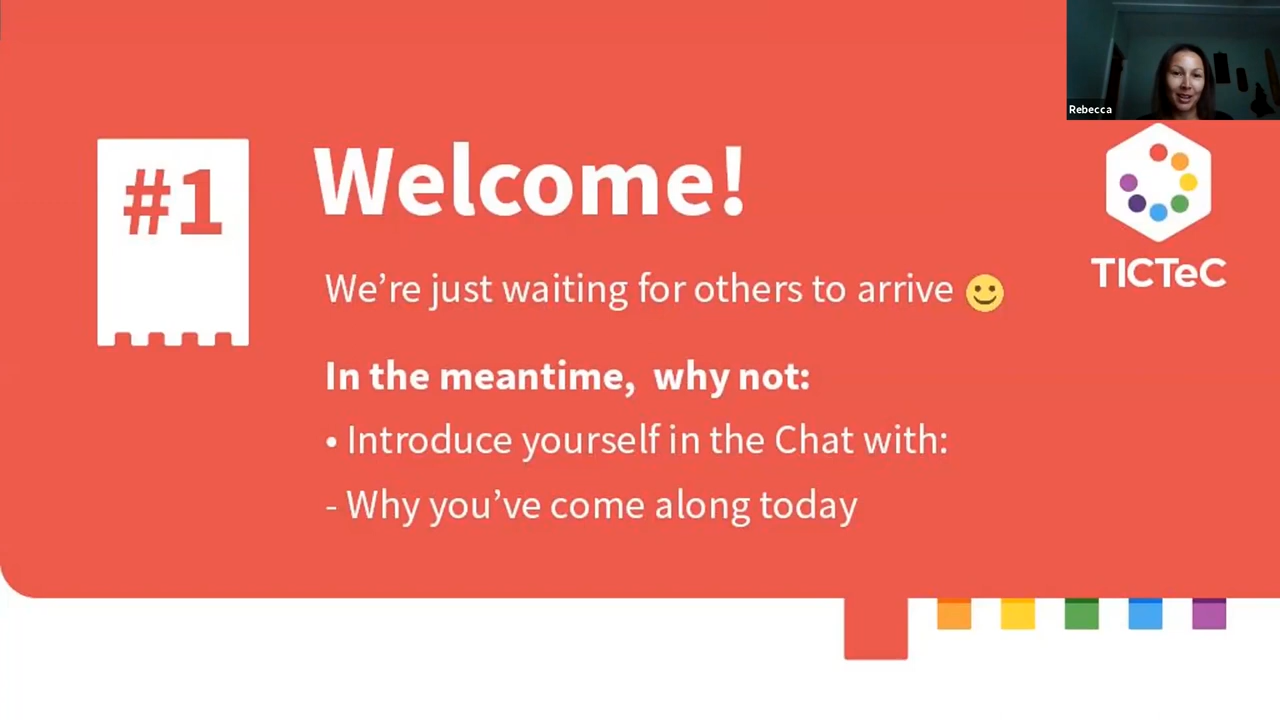 Rebecca
#1
Welcome!
We're just waiting for others to arrive
TICTeC
In the meantime,  why not:
• Introduce yourself in the Chat with:
- Why you've come along today